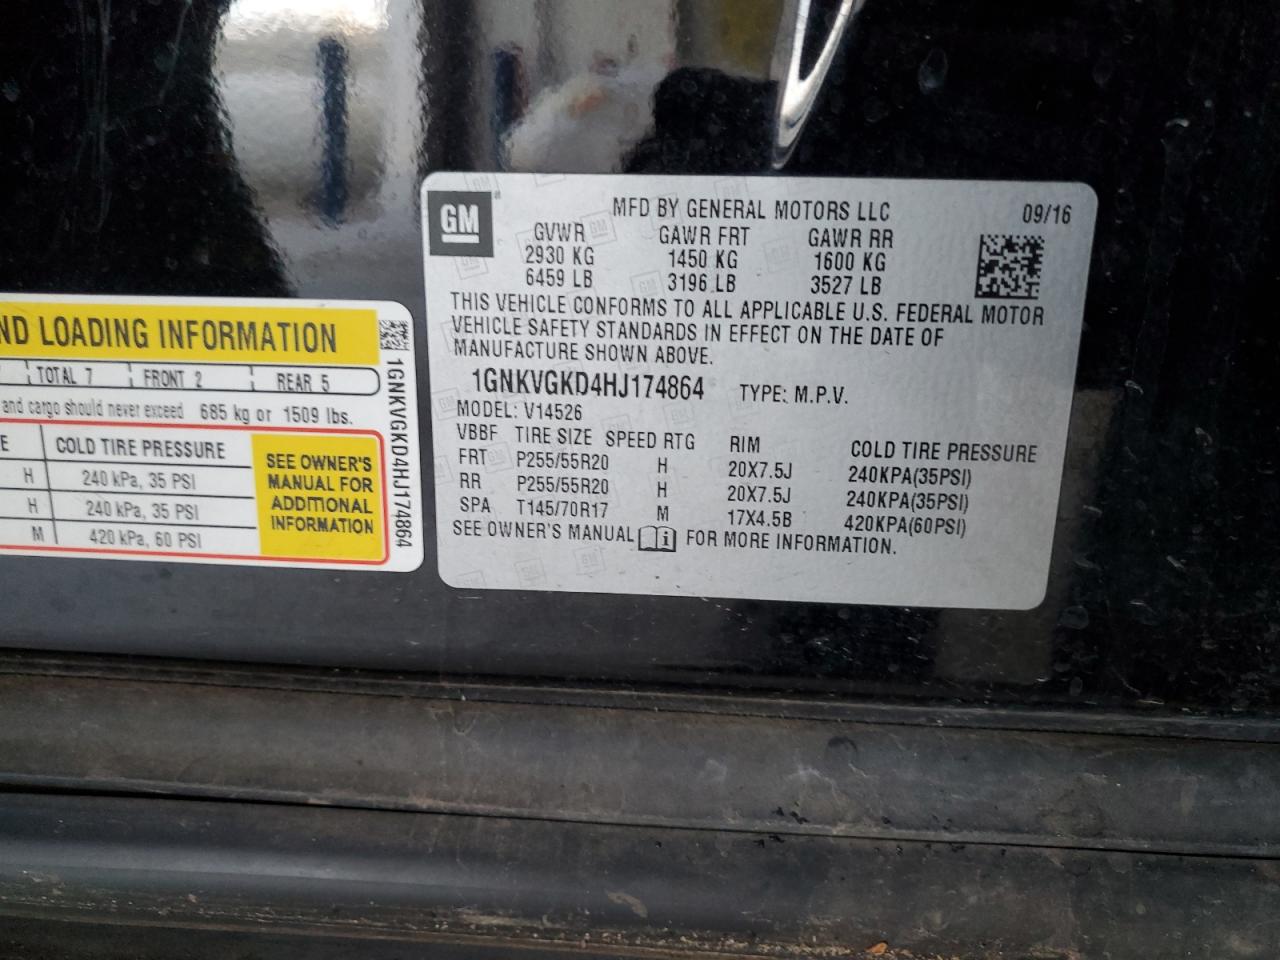 ND LOADING INFORMATION
TOTAL 7 FRONT 2 REAR 5
and cargo should never exceed 685 kg or 1509 lbs.
E COLD TIRE PRESSURE
H 240 kPa, 35 PSI
H 240 kPa, 35 PSI
M 420 kPa, 60 PSI
SEE OWNER'S
MANUAL FOR
ADDITIONAL
INFORMATION
1GNKVGKD4HJ174864
GM
MFD BY GENERAL MOTORS LLC 09/16
GVWR GAWR FRT GAWR RR
2930 KG 1450 KG 1600 KG
6459 LB 3196 LB 3527 LB
THIS VEHICLE CONFORMS TO ALL APPLICABLE U.S. FEDERAL MOTOR
VEHICLE SAFETY STANDARDS IN EFFECT ON THE DATE OF
MANUFACTURE SHOWN ABOVE.
1GNKVGKD4HJ174864 TYPE: M.P.V.
MODEL: V14526
VBBF TIRE SIZE SPEED RTG RIM COLD TIRE PRESSURE
FRT P255/55R20 H 20X7.5J 240KPA(35PSI)
RR P255/55R20 H 20X7.5J 240KPA(35PSI)
SPA T145/70R17 M 17X4.5B 420KPA(60PSI)
SEE OWNER'S MANUAL i FOR MORE INFORMATION.